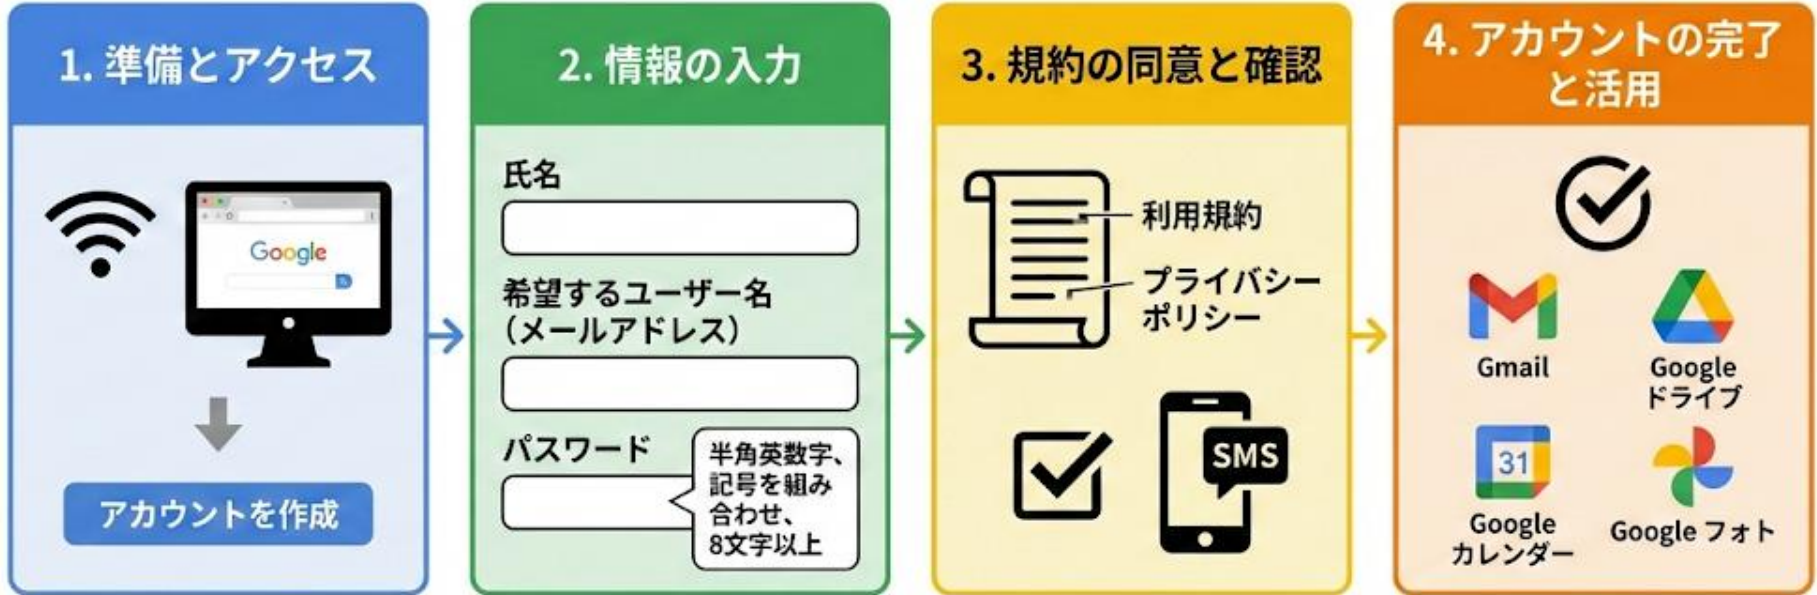 1. 準備とアクセス
Google
アカウントを作成
2. 情報の入力
氏名
希望するユーザー名
（メールアドレス）
パスワード
半角英数字、
記号を組み
合わせ、
8文字以上
3. 規約の同意と確認
利用規約
プライバシー
ポリシー
SMS
4. アカウントの完了
と活用
Gmail
Google
ドライブ
31
Google
カレンダー
Google フォト